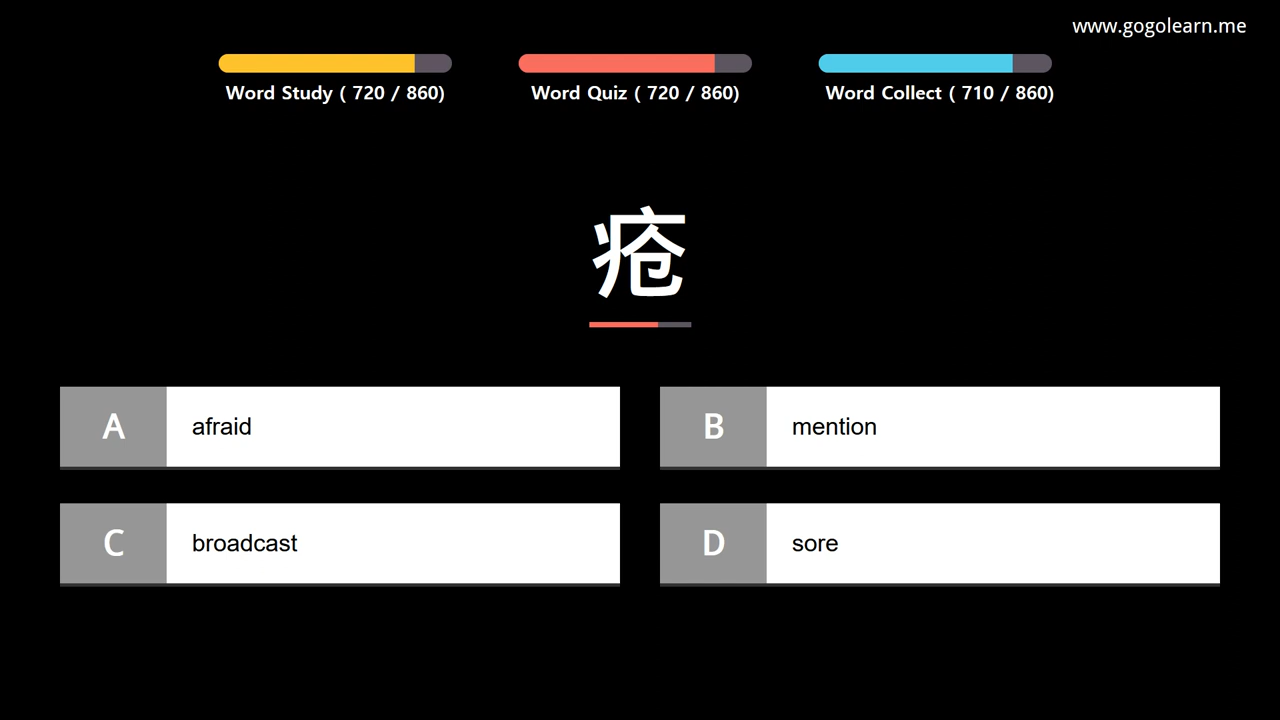 www.gogolearn.me
Word Study ( 720 / 860)
Word Quiz ( 720 / 860)
Word Collect ( 710 / 860)
疮
A afraid
B mention
C broadcast
D sore